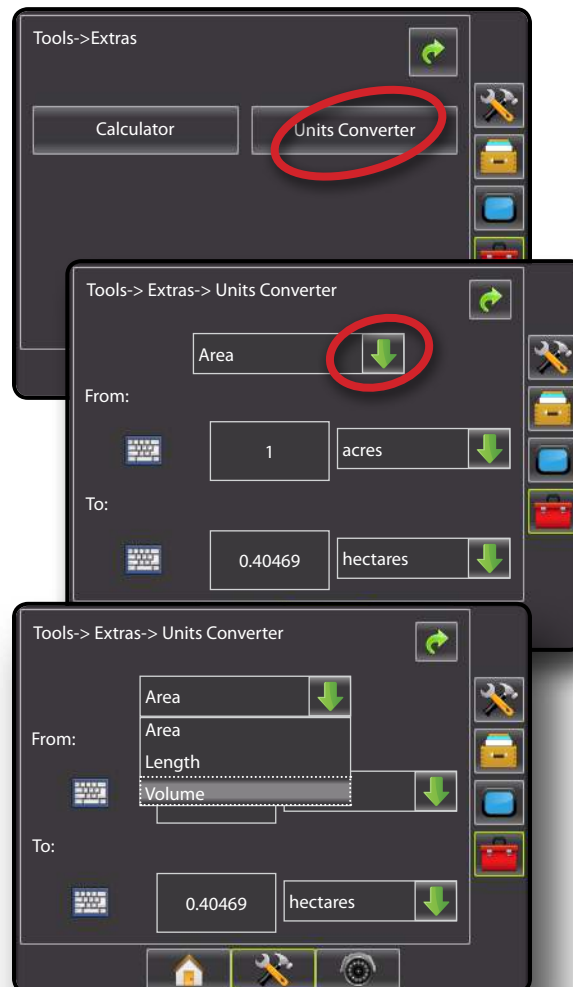 Tools->Extras
Calculator Units Converter
Tools-> Extras-> Units Converter
Area
From:
1 acres
To:
0.40469 hectares
Tools-> Extras-> Units Converter
Area
Area
From:
Length
Volume
To:
0.40469 hectares